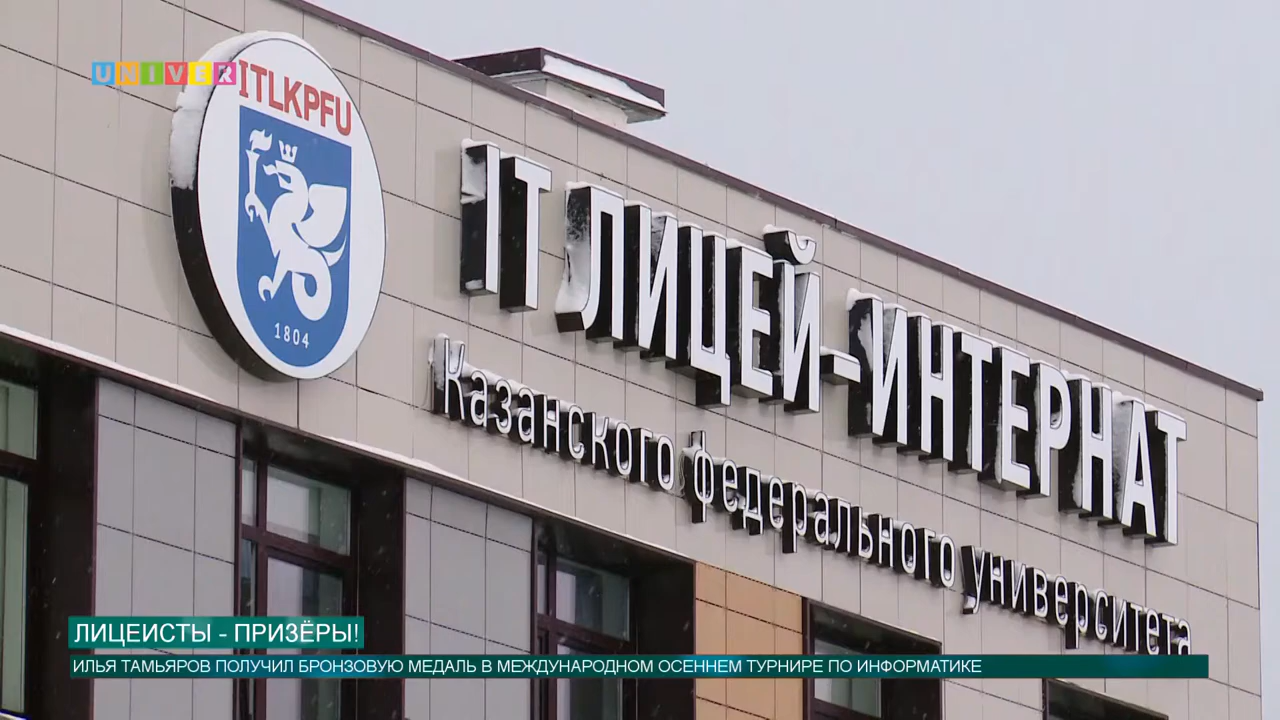 UNIVER
ITLKPFU
1804
IT ЛИЦЕЙ-ИНТЕРНАТ
Казанского федерального университета
ЛИЦЕИСТЫ - ПРИЗЁРЫ!
ИЛЬЯ ТАМЬЯРОВ ПОЛУЧИЛ БРОНЗОВУЮ МЕДАЛЬ В МЕЖДУНАРОДНОМ ОСЕННЕМ ТУРНИРЕ ПО ИНФОРМАТИКЕ